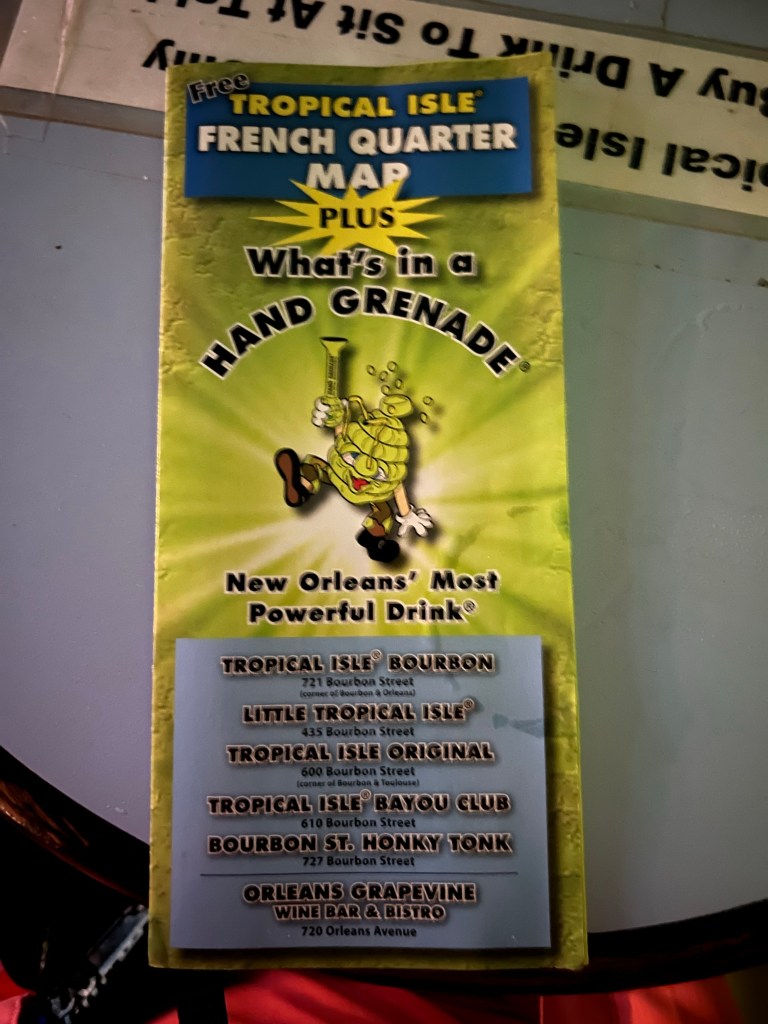 Buy A Drink To Sit At
Tropical Isle
Free
TROPICAL ISLE®
FRENCH QUARTER
MAP
PLUS
What's in a
HAND GRENADE®
HAND GRENADE
New Orleans' Most
Powerful Drink®
TROPICAL ISLE® BOURBON
721 Bourbon Street
(corner of Bourbon & Orleans)
LITTLE TROPICAL ISLE®
435 Bourbon Street
TROPICAL ISLE ORIGINAL
600 Bourbon Street
(corner of Bourbon & Toulouse)
TROPICAL ISLE® BAYOU CLUB
610 Bourbon Street
BOURBON ST. HONKY TONK
727 Bourbon Street
ORLEANS GRAPEVINE
WINE BAR & BISTRO
720 Orleans Avenue